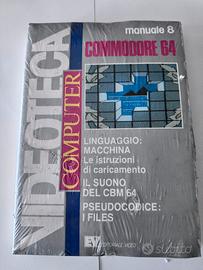 manuale 8
COMMODORE 64
VIDEOTECA
COMPUTER
LINGUAGGIO:
MACCHINA
Le istruzioni
di caricamento
IL SUONO
DEL CBM 64
PSEUDOCODICE:
I FILES
EDITORIALE VIDEO
subito